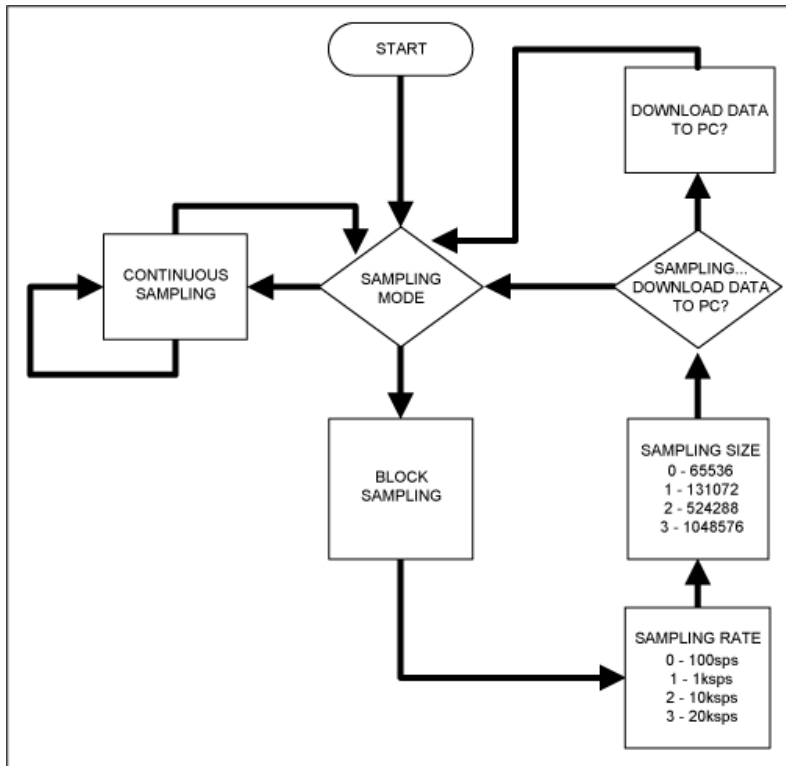 START
DOWNLOAD DATA
TO PC?
CONTINUOUS
SAMPLING
SAMPLING
MODE
SAMPLING...
DOWNLOAD DATA
TO PC?
BLOCK
SAMPLING
SAMPLING SIZE
0 - 65536
1 - 131072
2 - 524288
3 - 1048576
SAMPLING RATE
0 - 100sps
1 - 1ksps
2 - 10ksps
3 - 20ksps